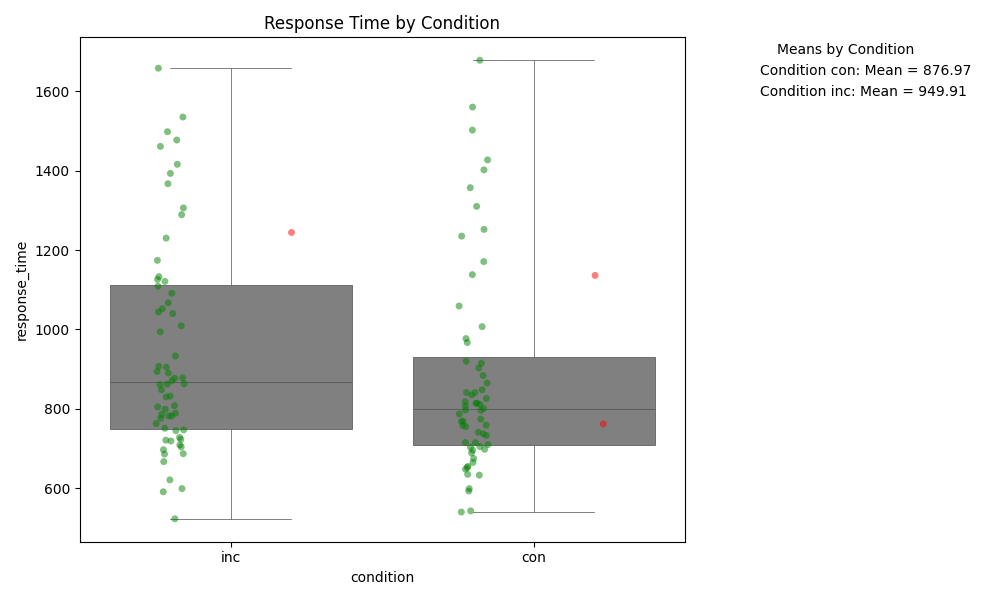 Response Time by Condition
Means by Condition
Condition con: Mean = 876.97
Condition inc: Mean = 949.91
response_time
1600
1400
1200
1000
800
600
inc
con
condition